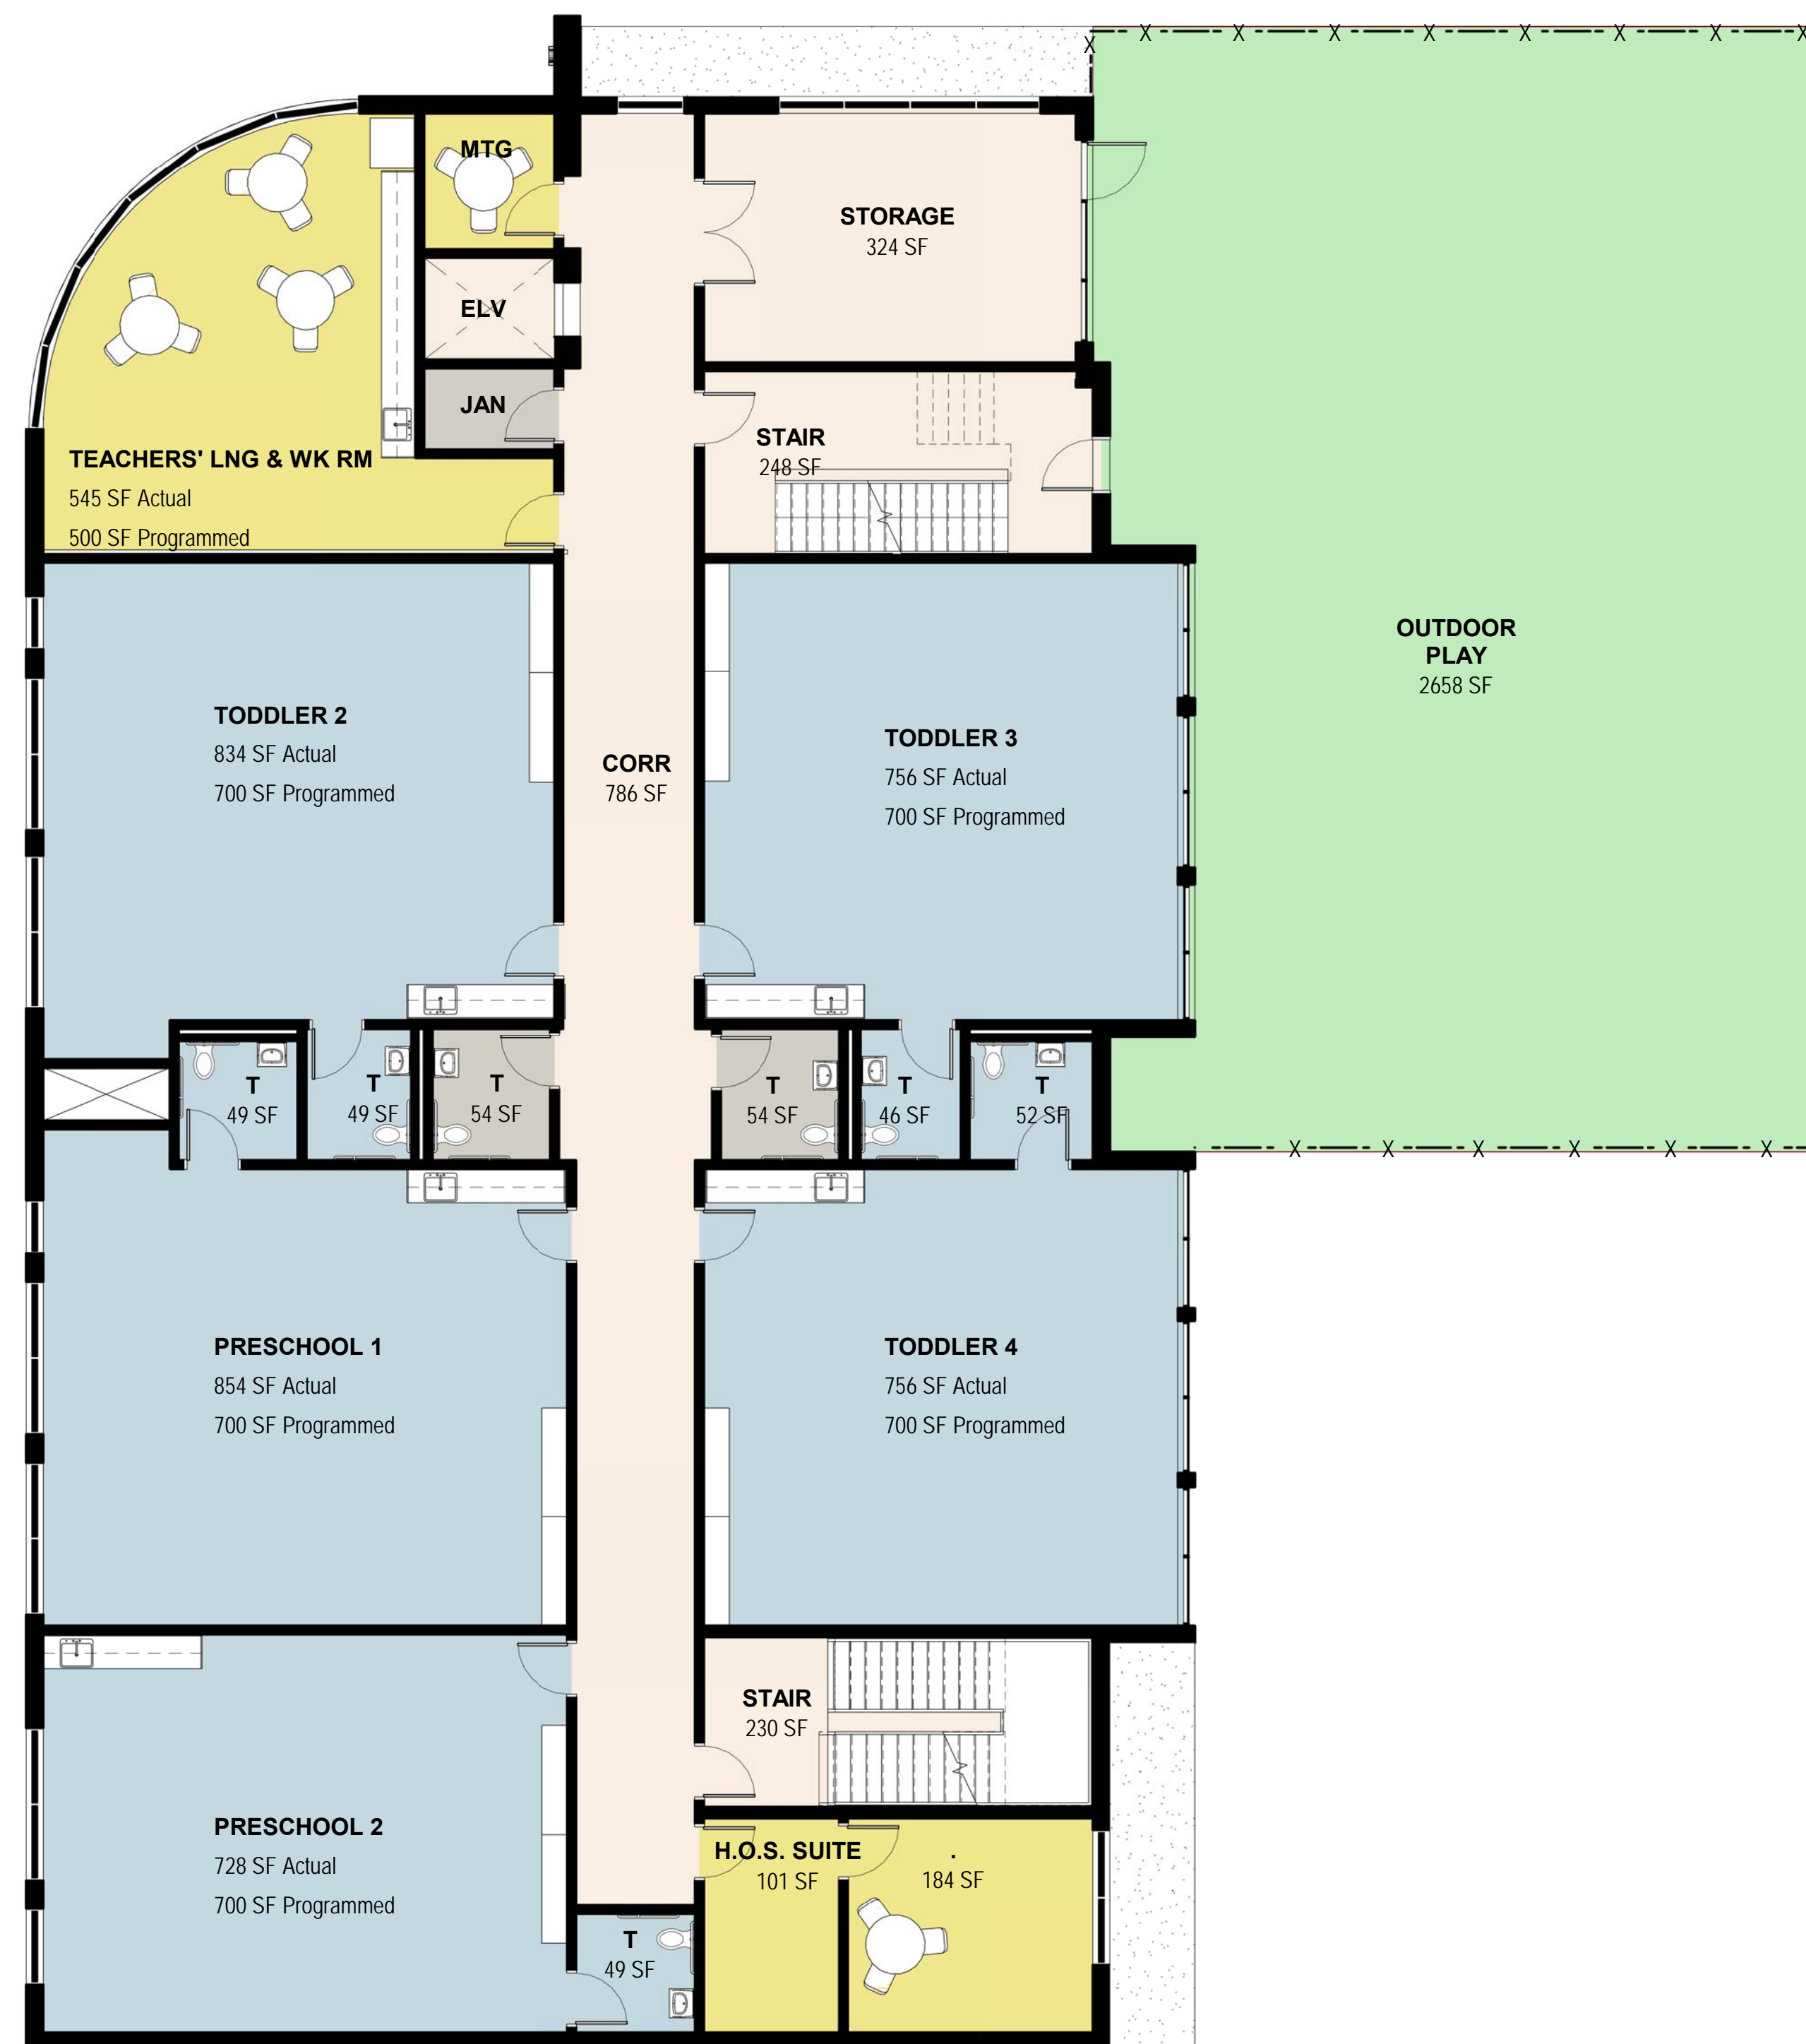 MTG
STORAGE
324 SF
ELV
JAN
STAIR
248 SF
TEACHERS' LNG & WK RM
545 SF Actual
500 SF Programmed
OUTDOOR
PLAY
2658 SF
TODDLER 2
834 SF Actual
700 SF Programmed
CORR
786 SF
TODDLER 3
756 SF Actual
700 SF Programmed
T
49 SF
T
49 SF
T
54 SF
T
54 SF
T
46 SF
T
52 SF
PRESCHOOL 1
854 SF Actual
700 SF Programmed
TODDLER 4
756 SF Actual
700 SF Programmed
STAIR
230 SF
PRESCHOOL 2
728 SF Actual
700 SF Programmed
H.O.S. SUITE
101 SF
.
184 SF
T
49 SF